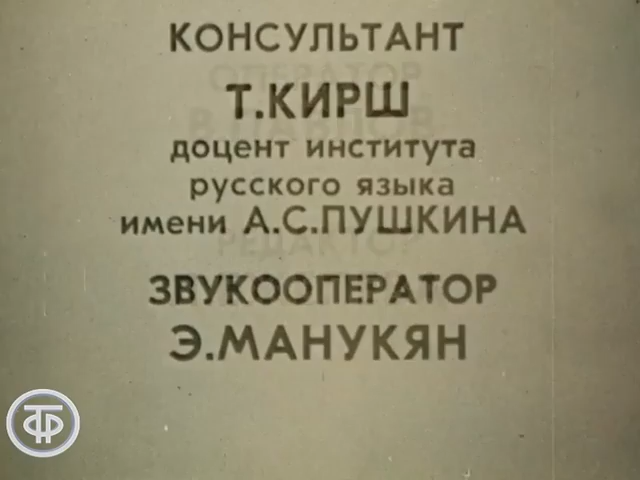 КОНСУЛЬТАНТ
Т.КИРШ
доцент института
русского языка
имени А.С.ПУШКИНА
ЗВУКООПЕРАТОР
Э.МАНУКЯН